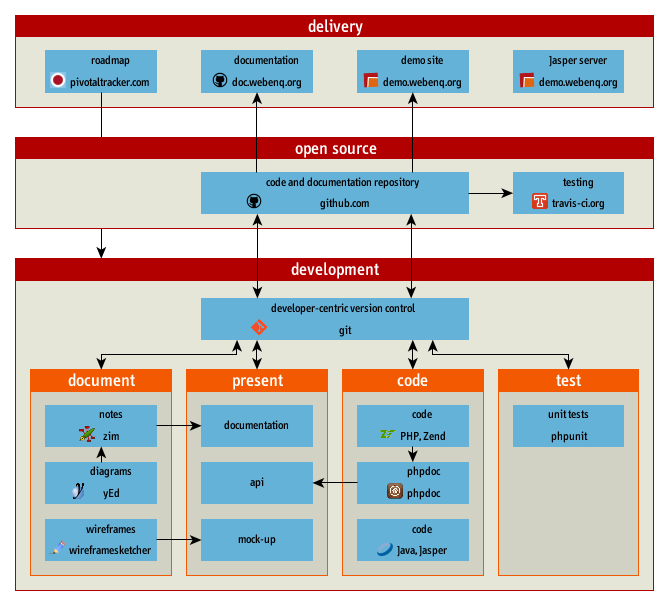 delivery
roadmap
pivotaltracker.com
documentation
doc.webenq.org
demo site
demo.webenq.org
Jasper server
demo.webenq.org
open source
code and documentation repository
github.com
testing
travis-ci.org
development
developer-centric version control
git
document
present
code
test
notes
zim
documentation
code
PHP, Zend
unit tests
phpunit
diagrams
yEd
api
phpdoc
phpdoc
wireframes
wireframesketcher
mock-up
code
Java, Jasper